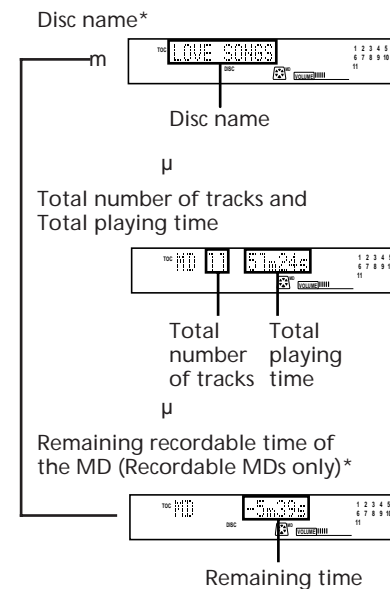 Disc name*
m
TOC LOVE SONGS 1 2 3 4 5
DISC MD VOLUME 6 7 8 9 10
11
Disc name
µ
Total number of tracks and
Total playing time
TOC MD 11 57m24s 1 2 3 4 5
MD VOLUME 6 7 8 9 10
11
Total Total
number playing
of tracks time
µ
Remaining recordable time of
the MD (Recordable MDs only)*
TOC MD -5m39s 1 2 3 4 5
DISC MD VOLUME 6 7 8 9 10
11
Remaining time